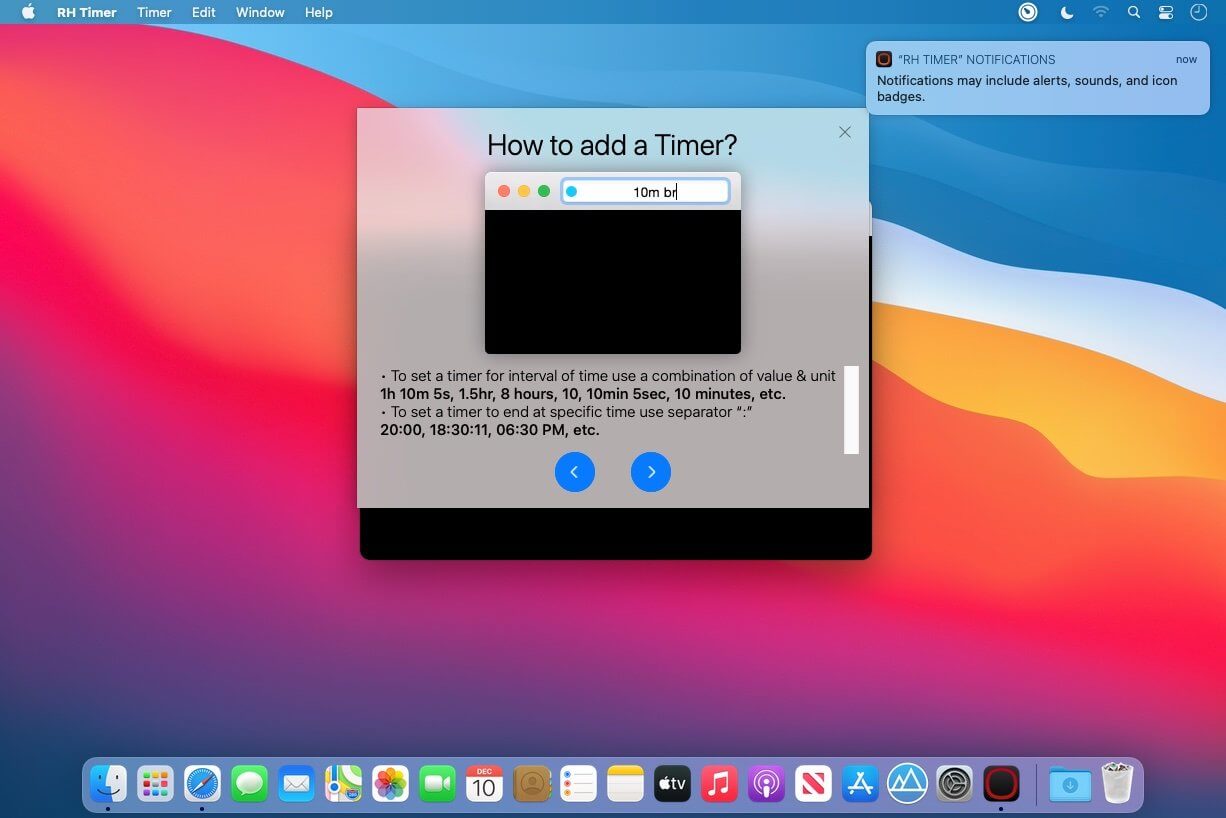 RH Timer Timer Edit Window Help
“RH TIMER” NOTIFICATIONS now
Notifications may include alerts, sounds, and icon
badges.
How to add a Timer?
10m br
• To set a timer for interval of time use a combination of value & unit
1h 10m 5s, 1.5hr, 8 hours, 10, 10min 5sec, 10 minutes, etc.
• To set a timer to end at specific time use separator “:”
20:00, 18:30:11, 06:30 PM, etc.
DEC
10
tv